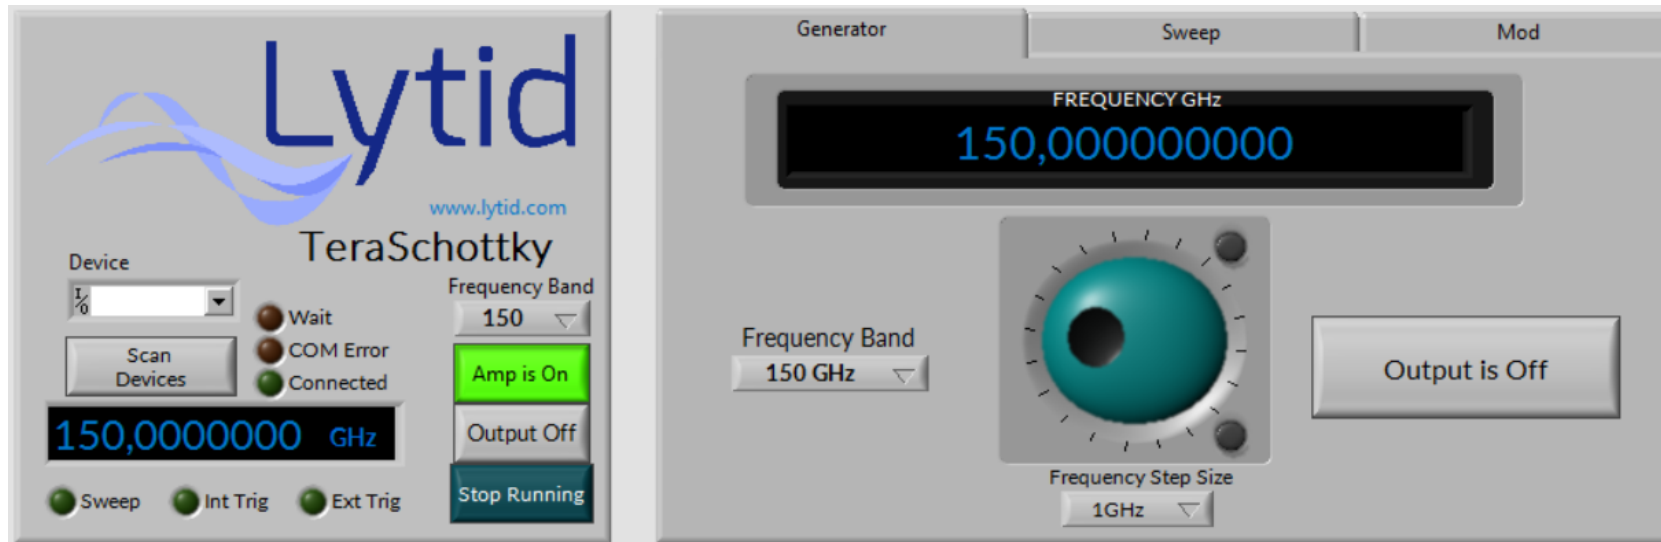 Lytid
www.lytid.com
TeraSchottky
Device
I/O
Frequency Band
150
Wait
COM Error
Connected
Scan
Devices
Amp is On
150,0000000 GHz
Output Off
Stop Running
Sweep
Int Trig
Ext Trig
Generator
Sweep
Mod
FREQUENCY GHz
150,000000000
Frequency Band
150 GHz
Output is Off
Frequency Step Size
1GHz